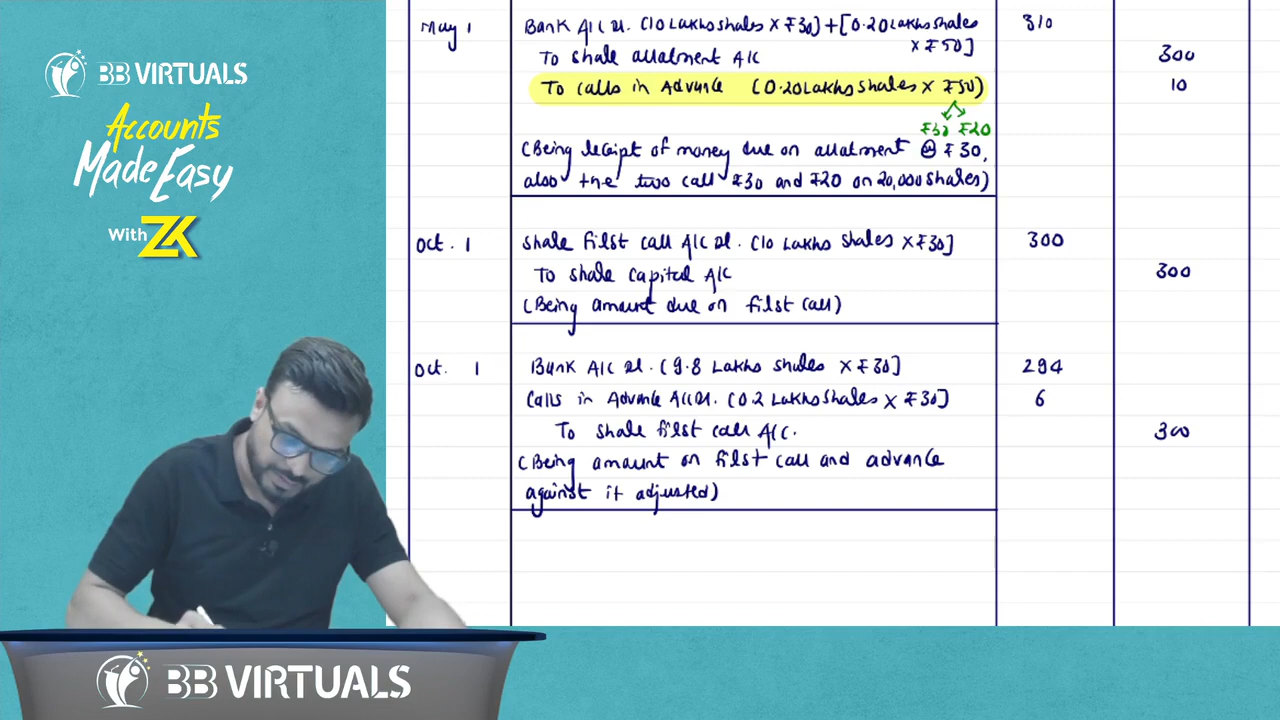 BB VIRTUALS
Accounts
Made Easy
With ZK
May 1 Bank A/C Dr. [10 Lakhs shares x ₹30] + [0.20 Lakhs shares 310
x ₹50]
To share allotment A/C 300
To calls in Advance [0.20 Lakhs shares x ₹50) 10
₹30 ₹20
(Being receipt of money due on allotment @ ₹30,
also the two call ₹30 and ₹20 on 20,000 shares)
Oct. 1 share first call A/C Dr. [10 Lakhs shares x ₹30] 300
To share capital A/C 300
(Being amount due on first call)
Oct. 1 Bank A/C Dr. [9.8 Lakhs shares x ₹30] 294
Calls in Advance A/C Dr. [0.2 Lakhs shares x ₹30] 6
To share first call A/C. 300
(Being amount on first call and advance
against it adjusted)
BB VIRTUALS